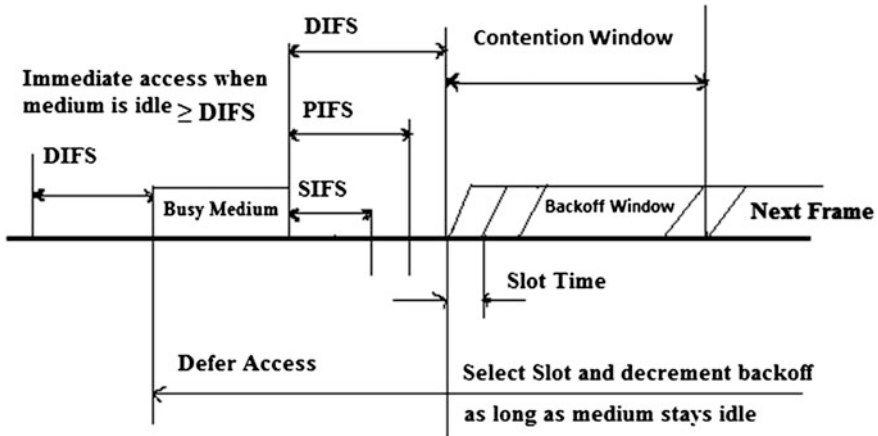 DIFS
Contention Window
Immediate access when
medium is idle ≥ DIFS
PIFS
DIFS
SIFS
Busy Medium
Backoff Window
Next Frame
Slot Time
Defer Access
Select Slot and decrement backoff
as long as medium stays idle